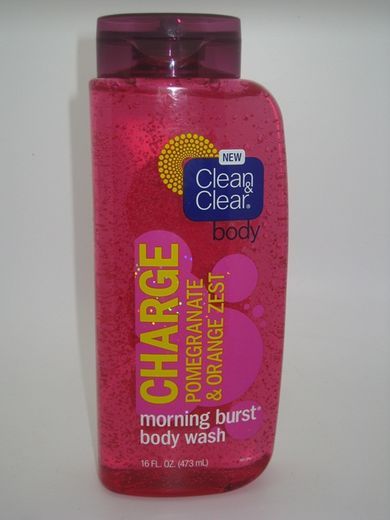 NEW
Clean
&
Clear®
body
CHARGE
POMEGRANATE
& ORANGE ZEST
morning burst®
body wash
16 FL. OZ. (473 mL)